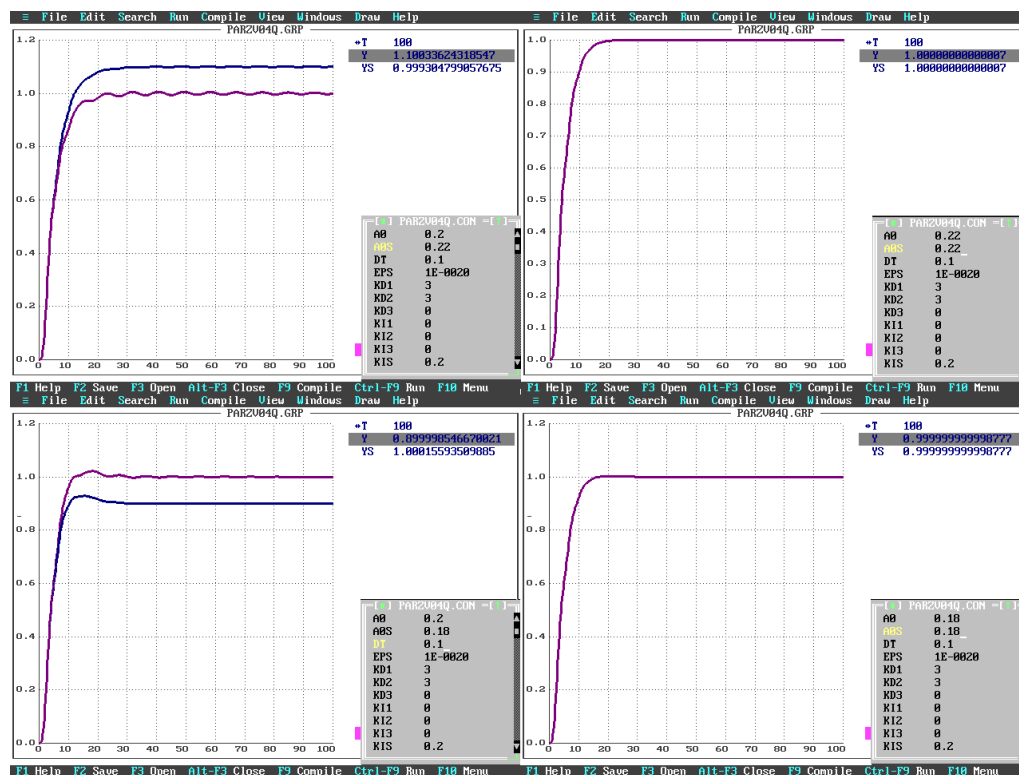 ≡ File Edit Search Run Compile View Windows Draw Help
PARZV04Q.GRP
↔T 100
Y 1.10033624318547
YS 0.999304799057675
1.2
1.0
0.8
0.6
0.4
0.2
0.0
0 10 20 30 40 50 60 70 80 90 100
PARZV04Q.CON
A0 0.2
A0S 0.22
DT 0.1
EPS 1E-0020
KD1 3
KD2 3
KD3 0
KI1 0
KI2 0
KI3 0
KIS 0.2
F1 Help F2 Save F3 Open Alt-F3 Close F9 Compile Ctrl-F9 Run F10 Menu
≡ File Edit Search Run Compile View Windows Draw Help
PARZV04Q.GRP
↔T 100
Y 1.00000000000007
YS 1.00000000000007
1.0
0.9
0.8
0.7
0.6
0.5
0.4
0.3
0.2
0.1
0.0
0 10 20 30 40 50 60 70 80 90 100
PARZV04Q.CON
A0 0.22
A0S 0.22
DT 0.1
EPS 1E-0020
KD1 3
KD2 3
KD3 0
KI1 0
KI2 0
KI3 0
KIS 0.2
F1 Help F2 Save F3 Open Alt-F3 Close F9 Compile Ctrl-F9 Run F10 Menu
≡ File Edit Search Run Compile View Windows Draw Help
PARZV04Q.GRP
↔T 100
Y 0.899998546670021
YS 1.00015593509885
1.2
1.0
0.8
0.6
0.4
0.2
0.0
0 10 20 30 40 50 60 70 80 90 100
PARZV04Q.CON
A0 0.2
A0S 0.18
DT 0.1
EPS 1E-0020
KD1 3
KD2 3
KD3 0
KI1 0
KI2 0
KI3 0
KIS 0.2
F1 Help F2 Save F3 Open Alt-F3 Close F9 Compile Ctrl-F9 Run F10 Menu
≡ File Edit Search Run Compile View Windows Draw Help
PARZV04Q.GRP
↔T 100
Y 0.999999999998777
YS 0.999999999998777
1.2
1.0
0.8
0.6
0.4
0.2
0.0
0 10 20 30 40 50 60 70 80 90 100
PARZV04Q.CON
A0 0.18
A0S 0.18
DT 0.1
EPS 1E-0020
KD1 3
KD2 3
KD3 0
KI1 0
KI2 0
KI3 0
KIS 0.2
F1 Help F2 Save F3 Open Alt-F3 Close F9 Compile Ctrl-F9 Run F10 Menu